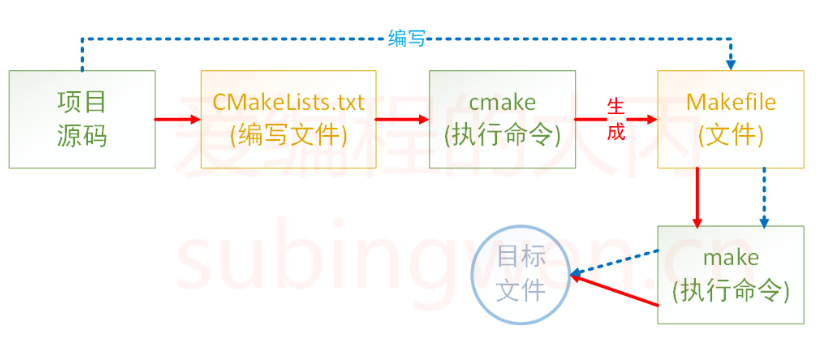 编写
项目
源码
CMakeLists.txt
(编写文件)
cmake
(执行命令)
生
成
Makefile
(文件)
爱编程的大丙
subingwen.cn
目标
文件
make
(执行命令)